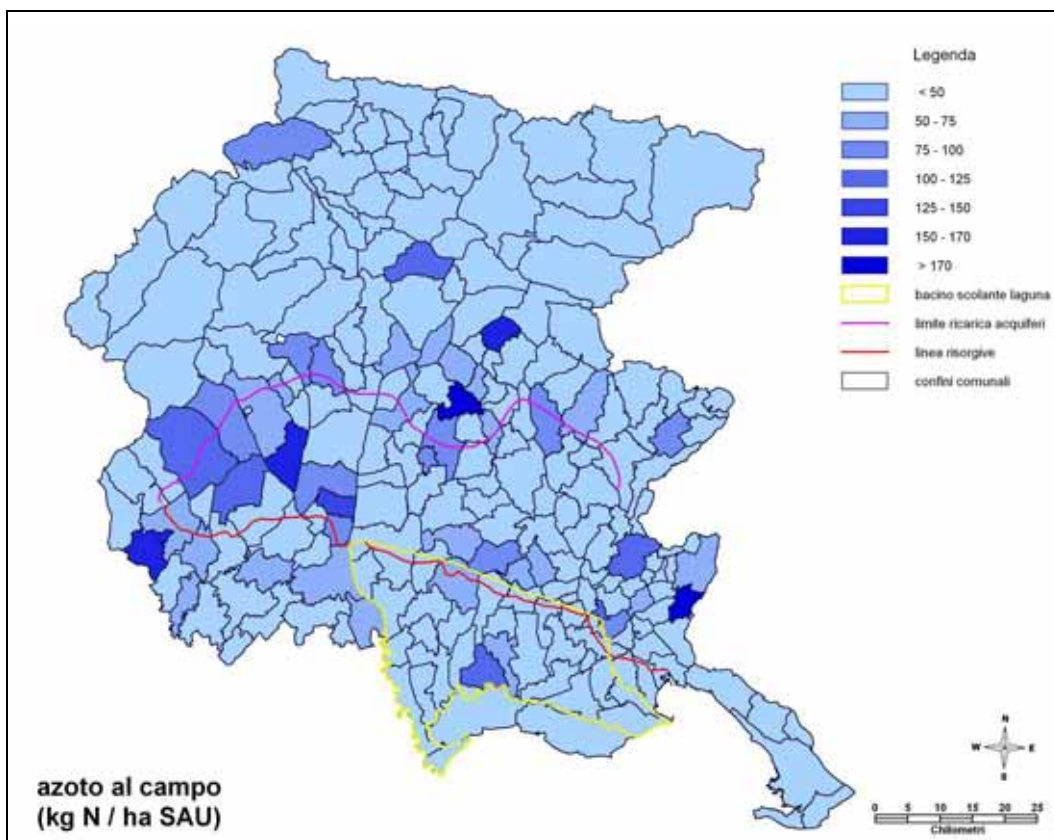 Legenda
< 50
50 - 75
75 - 100
100 - 125
125 - 150
150 - 170
> 170
bacino scolante laguna
limite ricarica acquiferi
linea risorgive
confini comunali
N
W E
S
azoto al campo
(kg N / ha SAU)
0 5 10 15 20 25
Chilometri